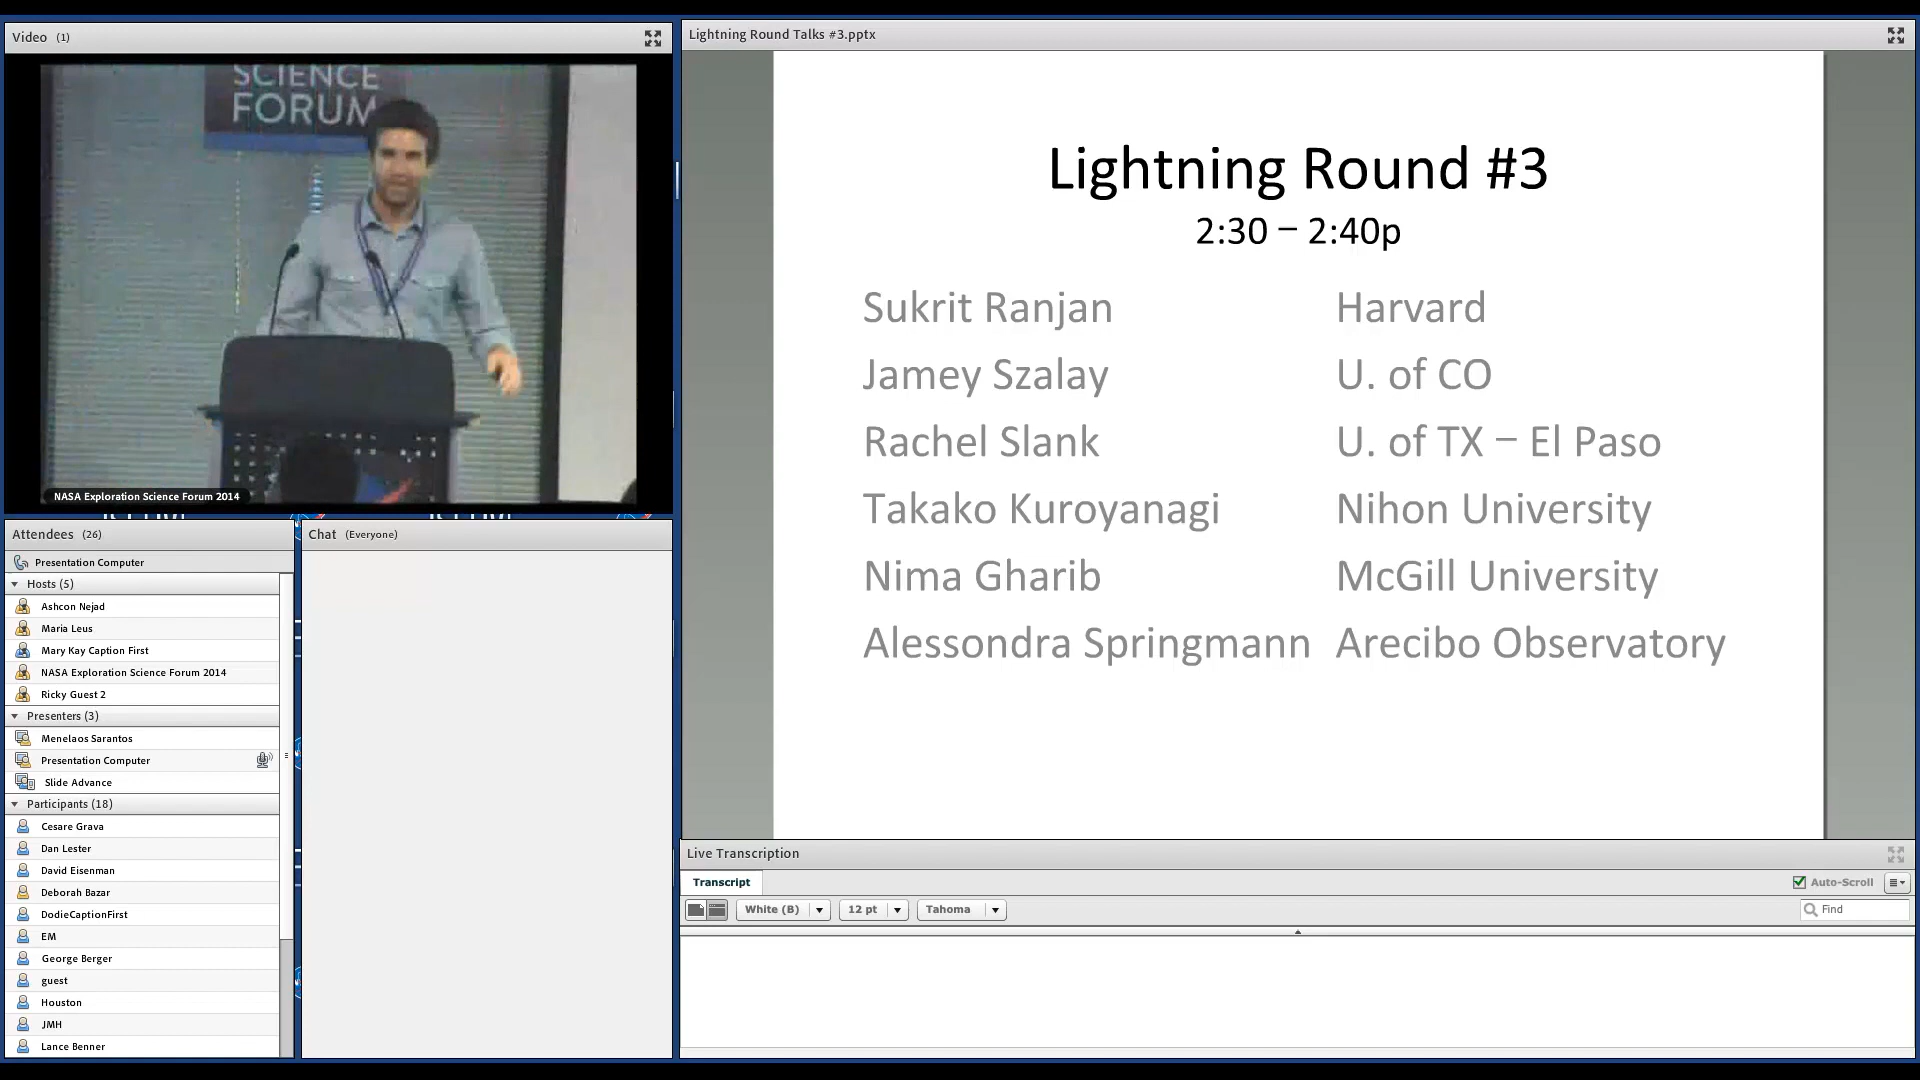 Video (1)
SCIENCE
FORUM
NASA Exploration Science Forum 2014
Attendees (26)
Presentation Computer
Hosts (5)
Ashcon Nejad
Maria Leus
Mary Kay Caption First
NASA Exploration Science Forum 2014
Ricky Guest 2
Presenters (3)
Menelaos Sarantos
Presentation Computer
Slide Advance
Participants (18)
Cesare Grava
Dan Lester
David Eisenman
Deborah Bazar
DodieCaptionFirst
EM
George Berger
guest
Houston
JMH
Lance Benner
Chat (Everyone)
Lightning Round Talks #3.pptx
Lightning Round #3
2:30 – 2:40p
Sukrit Ranjan Harvard
Jamey Szalay U. of CO
Rachel Slank U. of TX – El Paso
Takako Kuroyanagi Nihon University
Nima Gharib McGill University
Alessondra Springmann Arecibo Observatory
Live Transcription
Transcript Auto-Scroll
White (B) 12 pt Tahoma Find